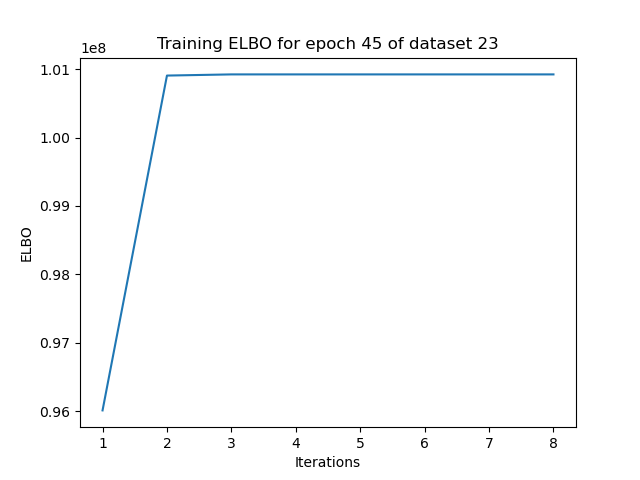 Training ELBO for epoch 45 of dataset 23
1e8
1.01
1.00
0.99
0.98
0.97
0.96
ELBO
1 2 3 4 5 6 7 8
Iterations